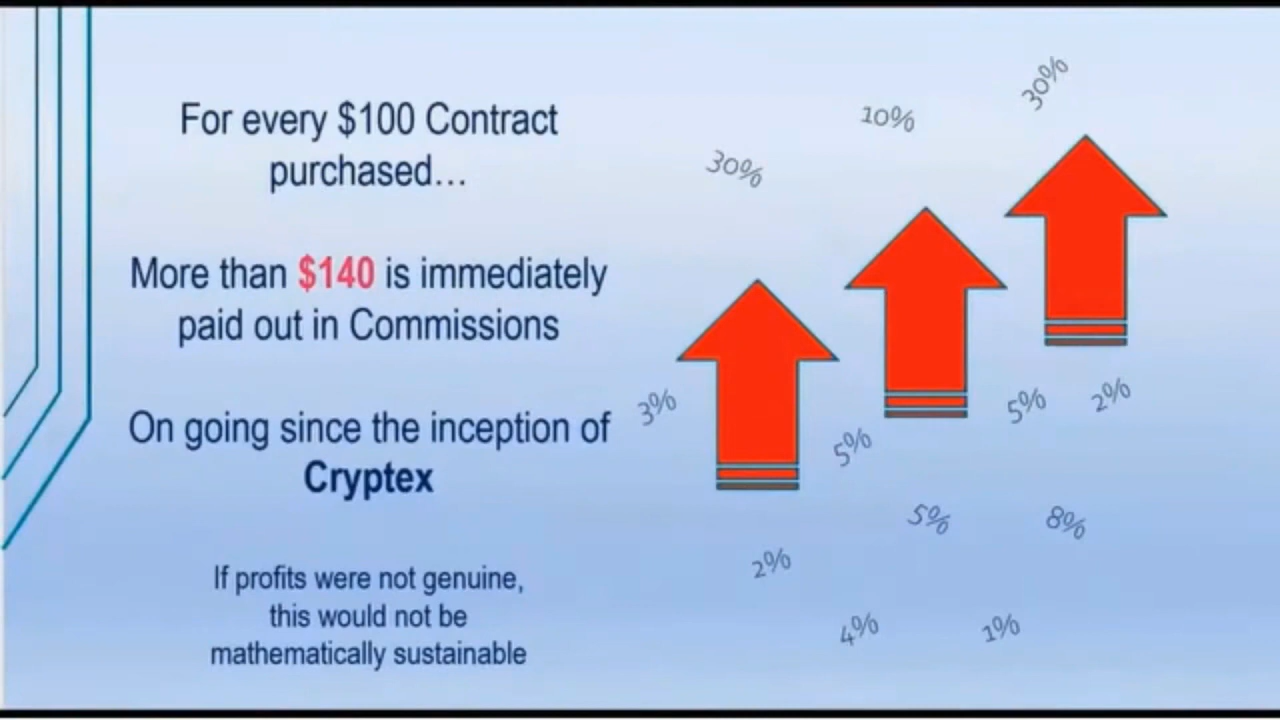 For every $100 Contract
purchased…
More than $140 is immediately
paid out in Commissions
On going since the inception of
Cryptex
If profits were not genuine,
this would not be
mathematically sustainable
30%
10%
30%
3%
5%
5%
2%
5%
8%
2%
4%
1%